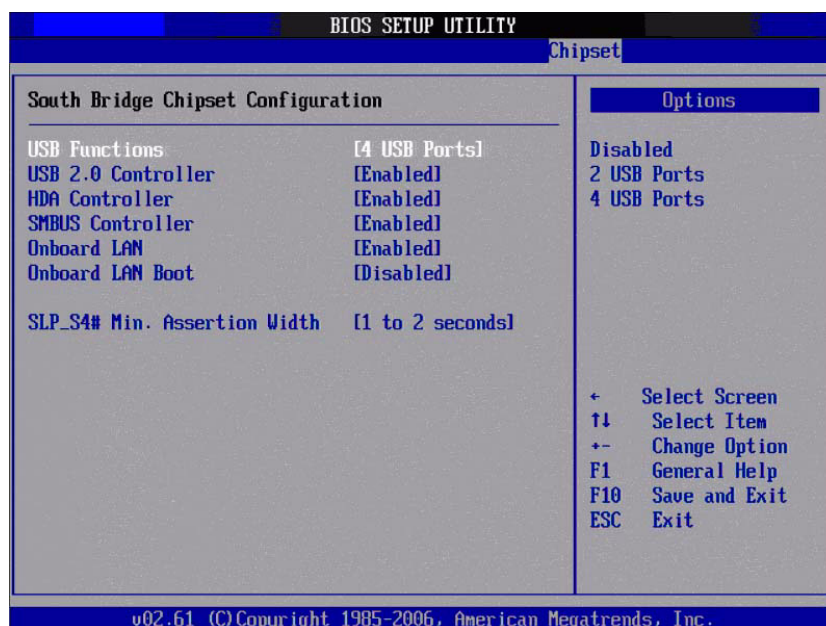 BIOS SETUP UTILITY
Chipset
South Bridge Chipset Configuration
USB Functions [4 USB Ports]
USB 2.0 Controller [Enabled]
HDA Controller [Enabled]
SMBUS Controller [Enabled]
Onboard LAN [Enabled]
Onboard LAN Boot [Disabled]
SLP_S4# Min. Assertion Width [1 to 2 seconds]
Options
Disabled
2 USB Ports
4 USB Ports
← Select Screen
↑↓ Select Item
+- Change Option
F1 General Help
F10 Save and Exit
ESC Exit
v02.61 (C)Copyright 1985-2006, American Megatrends, Inc.